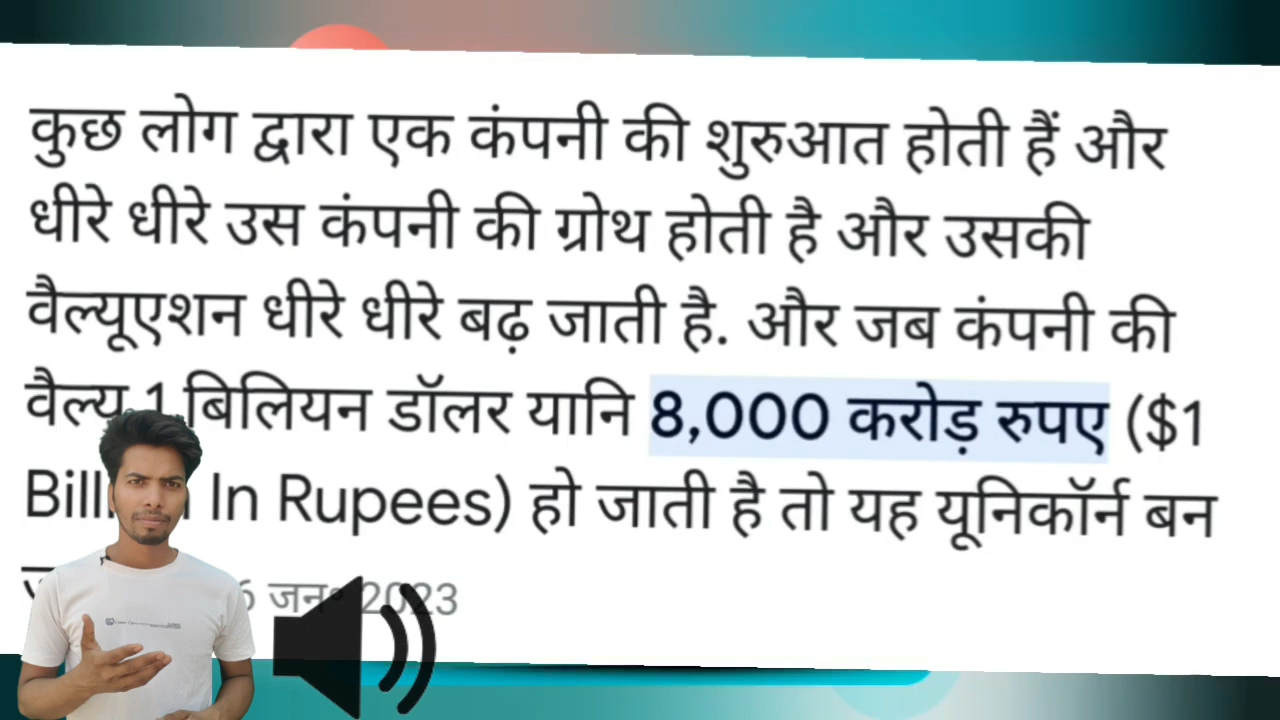 कुछ लोग द्वारा एक कंपनी की शुरुआत होती हैं और
धीरे धीरे उस कंपनी की ग्रोथ होती है और उसकी
वैल्यूएशन धीरे धीरे बढ़ जाती है. और जब कंपनी की
वैल्यू 1 बिलियन डॉलर यानि 8,000 करोड़ रुपए ($1
In Rupees) हो जाती है तो यह यूनिकॉर्न बन
2023